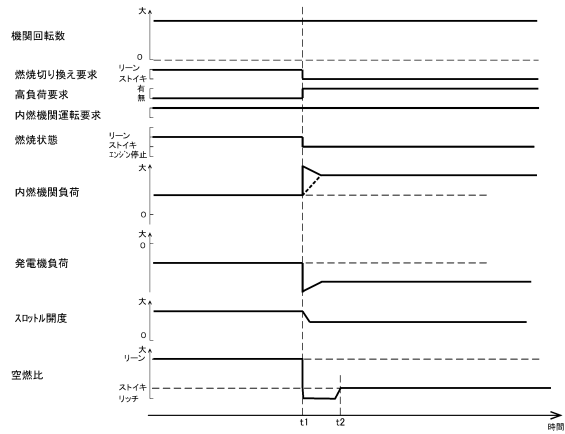 大
機関回転数
0
燃焼切り換え要求
リーン
ストイキ
高負荷要求
有
無
内燃機関運転要求
燃焼状態
リーン
ストイキ
エンジン停止
大
内燃機関負荷
0
大
0
発電機負荷
大
スロットル開度
0
大
リーン
空燃比
ストイキ
リッチ
t1
t2
時間